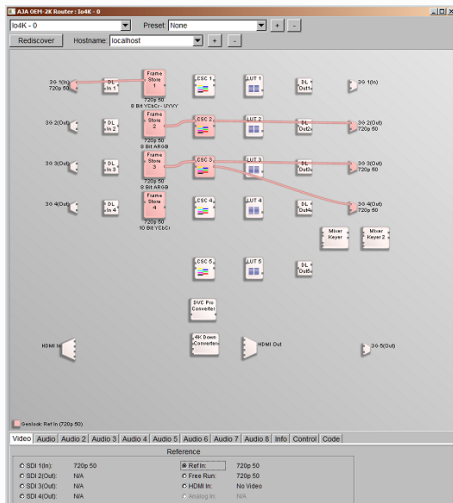 AJA OEM-2K Router : Io4K - 0
Io4K - 0 Preset: None + -
Rediscover Hostname: localhost + -
3G 1(In) 720p 50 DL In 1 Frame Store 1 720p 50 8 Bit YCbCr - UYVY CSC 1 LUT 1 DL Out1 3G 1(In)
3G 2(Out) DL In 2 Frame Store 2 720p 50 8 Bit ARGB CSC 2 LUT 2 DL Out2 3G 2(Out) 720p 50
3G 3(Out) DL In 3 Frame Store 3 720p 50 8 Bit ARGB CSC 3 LUT 3 DL Out3 3G 3(Out) 720p 50
3G 4(Out) DL In 4 Frame Store 4 720p 50 10 Bit YCbCr CSC 4 LUT 4 DL Out4 3G 4(Out) 720p 50
Mixer Keyer Mixer Keyer 2
CSC 5 LUT 5 DL Out5
DVC Pro Converter
HDMI In 4K Down Converter HDMI Out 3G 5(Out)
Genlock: Ref In (720p 50)
Video Audio Audio 2 Audio 3 Audio 4 Audio 5 Audio 6 Audio 7 Audio 8 Info Control Code
Reference
SDI 1(In): 720p 50 Ref In: 720p 50
SDI 2(Out): N/A Free Run: 720p 50
SDI 3(Out): N/A HDMI In: No Video
SDI 4(Out): N/A Analog In: N/A